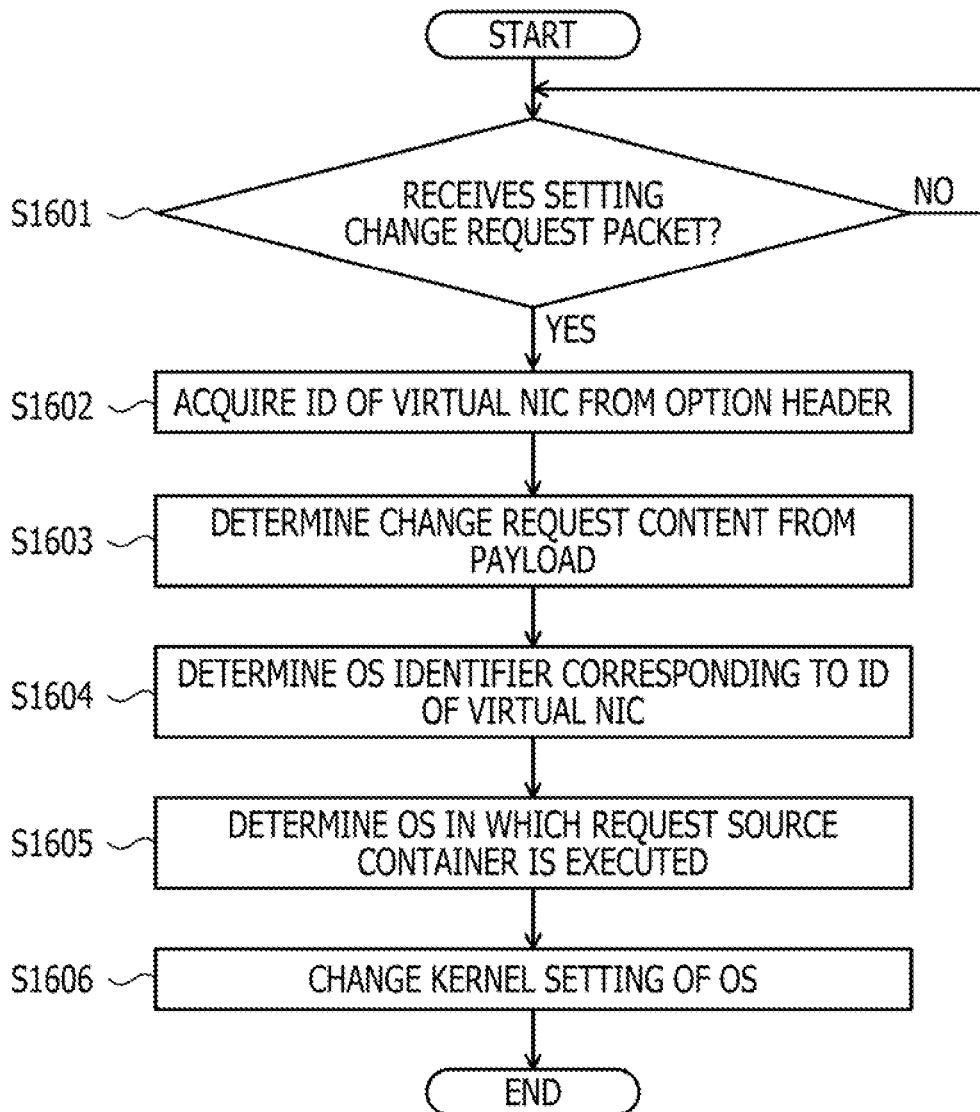 START
S1601
RECEIVES SETTING
CHANGE REQUEST PACKET?
NO
YES
S1602
ACQUIRE ID OF VIRTUAL NIC FROM OPTION HEADER
S1603
DETERMINE CHANGE REQUEST CONTENT FROM
PAYLOAD
S1604
DETERMINE OS IDENTIFIER CORRESPONDING TO ID
OF VIRTUAL NIC
S1605
DETERMINE OS IN WHICH REQUEST SOURCE
CONTAINER IS EXECUTED
S1606
CHANGE KERNEL SETTING OF OS
END